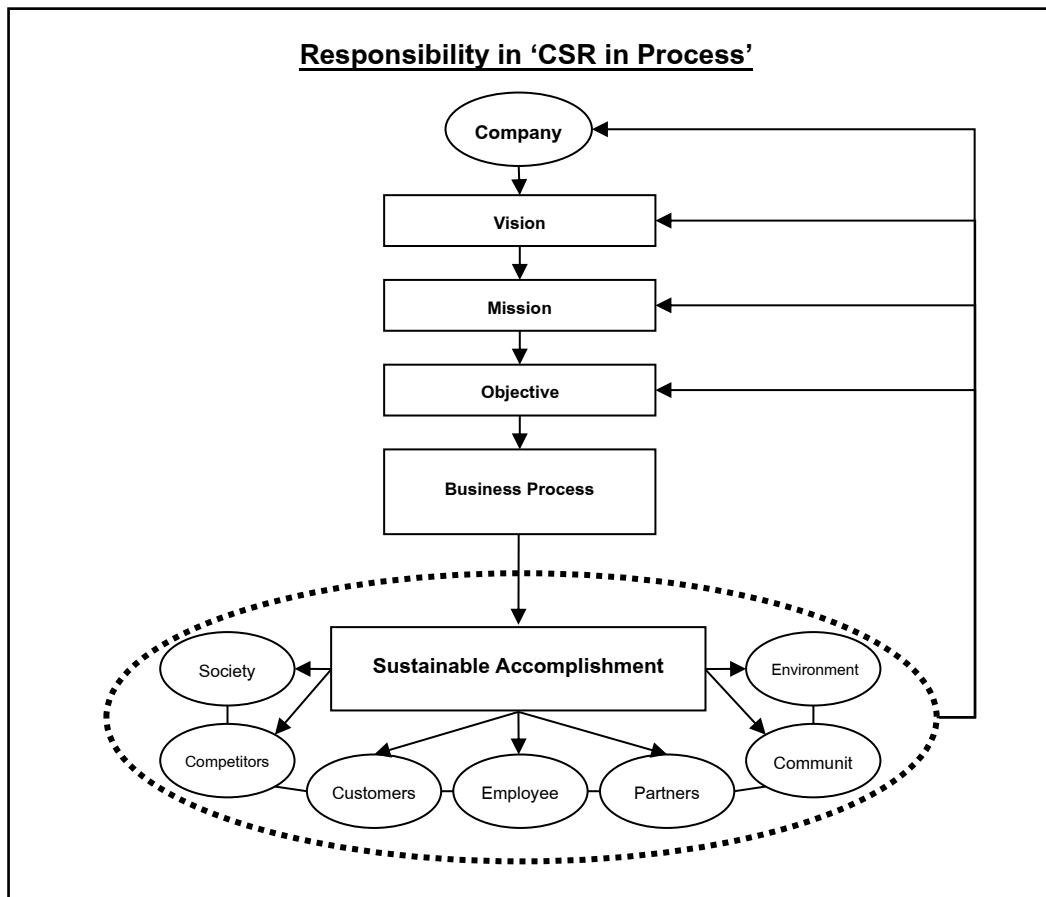 Responsibility in ‘CSR in Process’
Company
Vision
Mission
Objective
Business Process
Sustainable Accomplishment
Society
Environment
Competitors
Communit
Customers
Employee
Partners